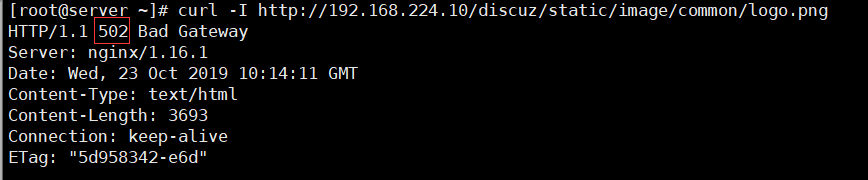 [root@server ~]# curl -I http://192.168.224.10/discuz/static/image/common/logo.png
HTTP/1.1 502 Bad Gateway
Server: nginx/1.16.1
Date: Wed, 23 Oct 2019 10:14:11 GMT
Content-Type: text/html
Content-Length: 3693
Connection: keep-alive
ETag: "5d958342-e6d"